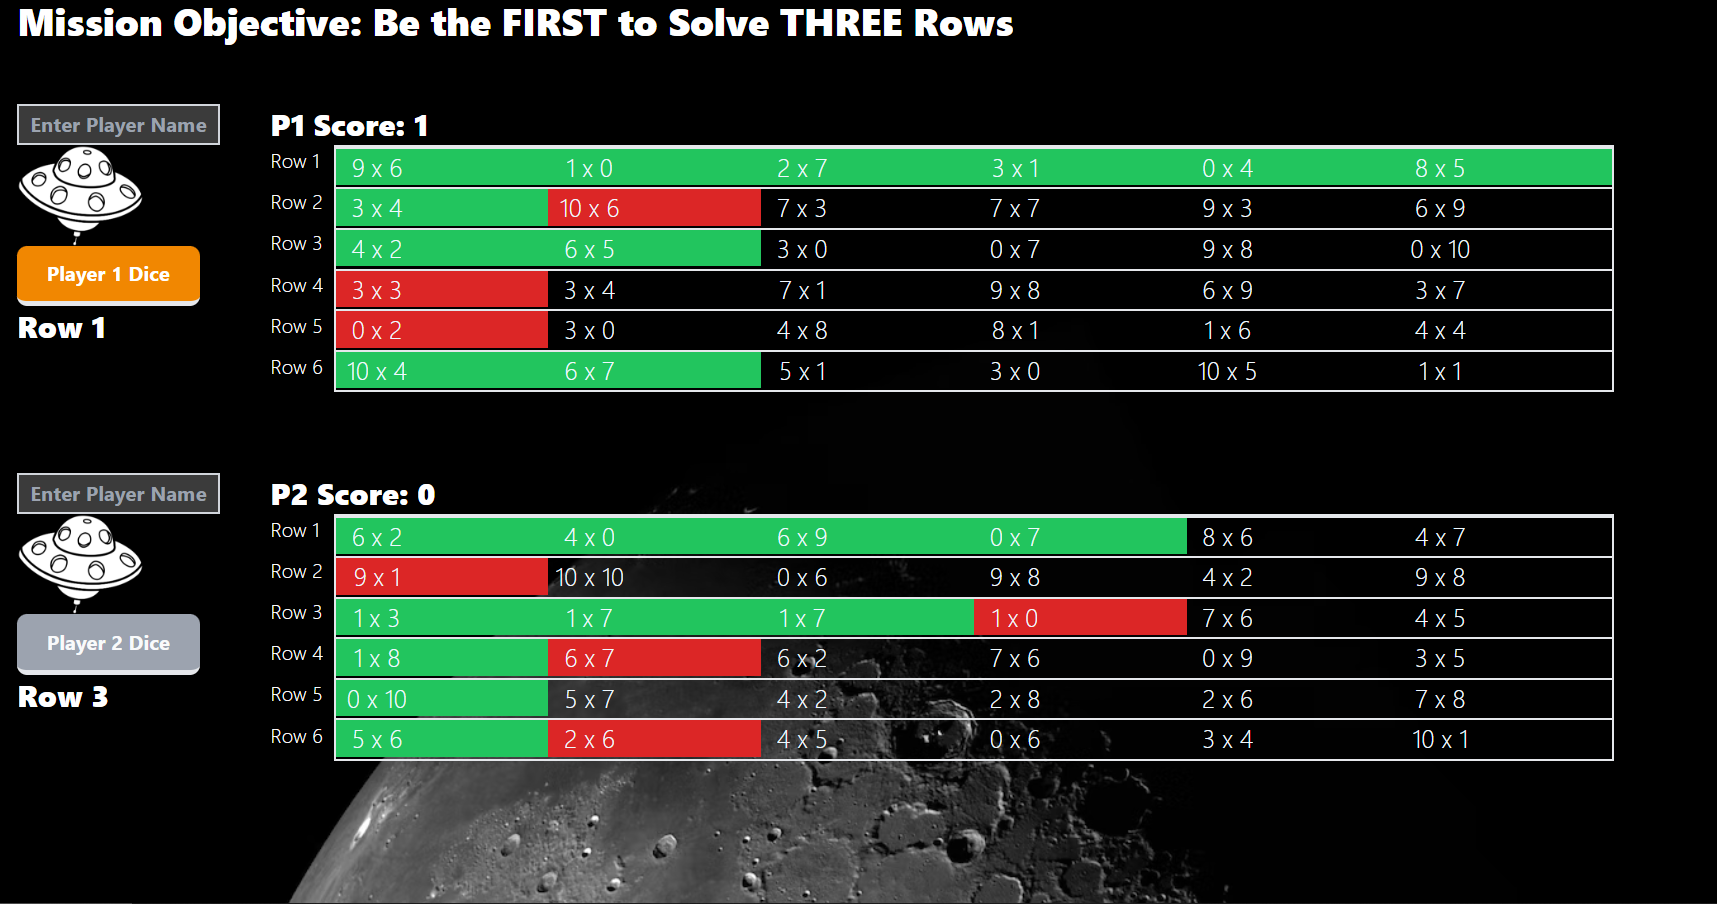 Mission Objective: Be the FIRST to Solve THREE Rows
Enter Player Name
Player 1 Dice
Row 1
P1 Score: 1
Row 1 9 x 6 1 x 0 2 x 7 3 x 1 0 x 4 8 x 5
Row 2 3 x 4 10 x 6 7 x 3 7 x 7 9 x 3 6 x 9
Row 3 4 x 2 6 x 5 3 x 0 0 x 7 9 x 8 0 x 10
Row 4 3 x 3 3 x 4 7 x 1 9 x 8 6 x 9 3 x 7
Row 5 0 x 2 3 x 0 4 x 8 8 x 1 1 x 6 4 x 4
Row 6 10 x 4 6 x 7 5 x 1 3 x 0 10 x 5 1 x 1
Enter Player Name
Player 2 Dice
Row 3
P2 Score: 0
Row 1 6 x 2 4 x 0 6 x 9 0 x 7 8 x 6 4 x 7
Row 2 9 x 1 10 x 10 0 x 6 9 x 8 4 x 2 9 x 8
Row 3 1 x 3 1 x 7 1 x 7 1 x 0 7 x 6 4 x 5
Row 4 1 x 8 6 x 7 6 x 2 7 x 6 0 x 9 3 x 5
Row 5 0 x 10 5 x 7 4 x 2 2 x 8 2 x 6 7 x 8
Row 6 5 x 6 2 x 6 4 x 5 0 x 6 3 x 4 10 x 1